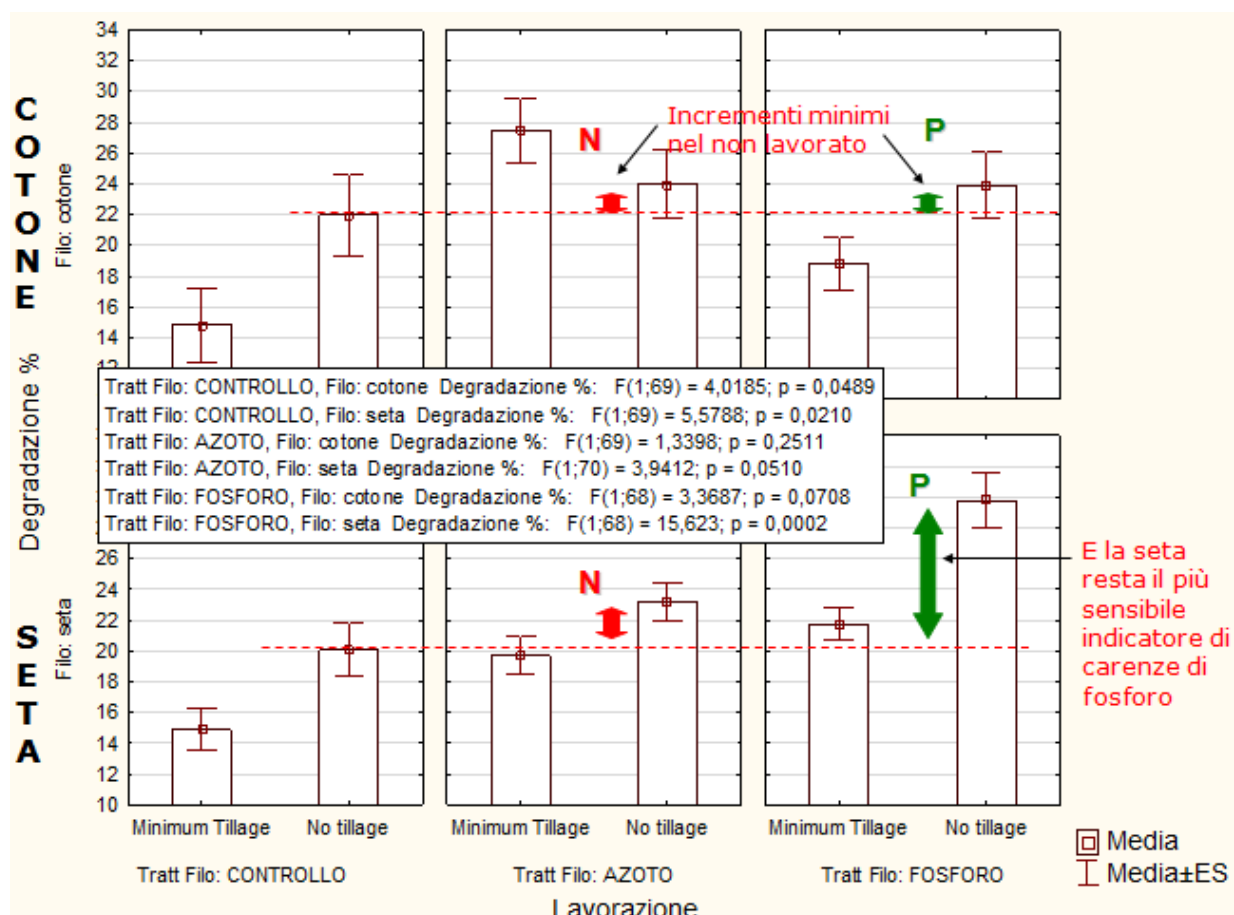 COTONE
Filo: cotone
34
32
30
28
26
24
22
20
18
16
14
Incrementi minimi
nel non lavorato
N
P
Degradazione %
Tratt Filo: CONTROLLO, Filo: cotone Degradazione %: F(1;69) = 4,0185; p = 0,0489
Tratt Filo: CONTROLLO, Filo: seta Degradazione %: F(1;69) = 5,5788; p = 0,0210
Tratt Filo: AZOTO, Filo: cotone Degradazione %: F(1;69) = 1,3398; p = 0,2511
Tratt Filo: AZOTO, Filo: seta Degradazione %: F(1;70) = 3,9412; p = 0,0510
Tratt Filo: FOSFORO, Filo: cotone Degradazione %: F(1;68) = 3,3687; p = 0,0708
Tratt Filo: FOSFORO, Filo: seta Degradazione %: F(1;68) = 15,623; p = 0,0002
SETA
Filo: seta
26
24
22
20
18
16
14
12
10
N
P
E la seta
resta il più
sensibile
indicatore di
carenze di
fosforo
Minimum Tillage No tillage Minimum Tillage No tillage Minimum Tillage No tillage
Tratt Filo: CONTROLLO Tratt Filo: AZOTO Tratt Filo: FOSFORO
Lavorazione
Media
Media±ES